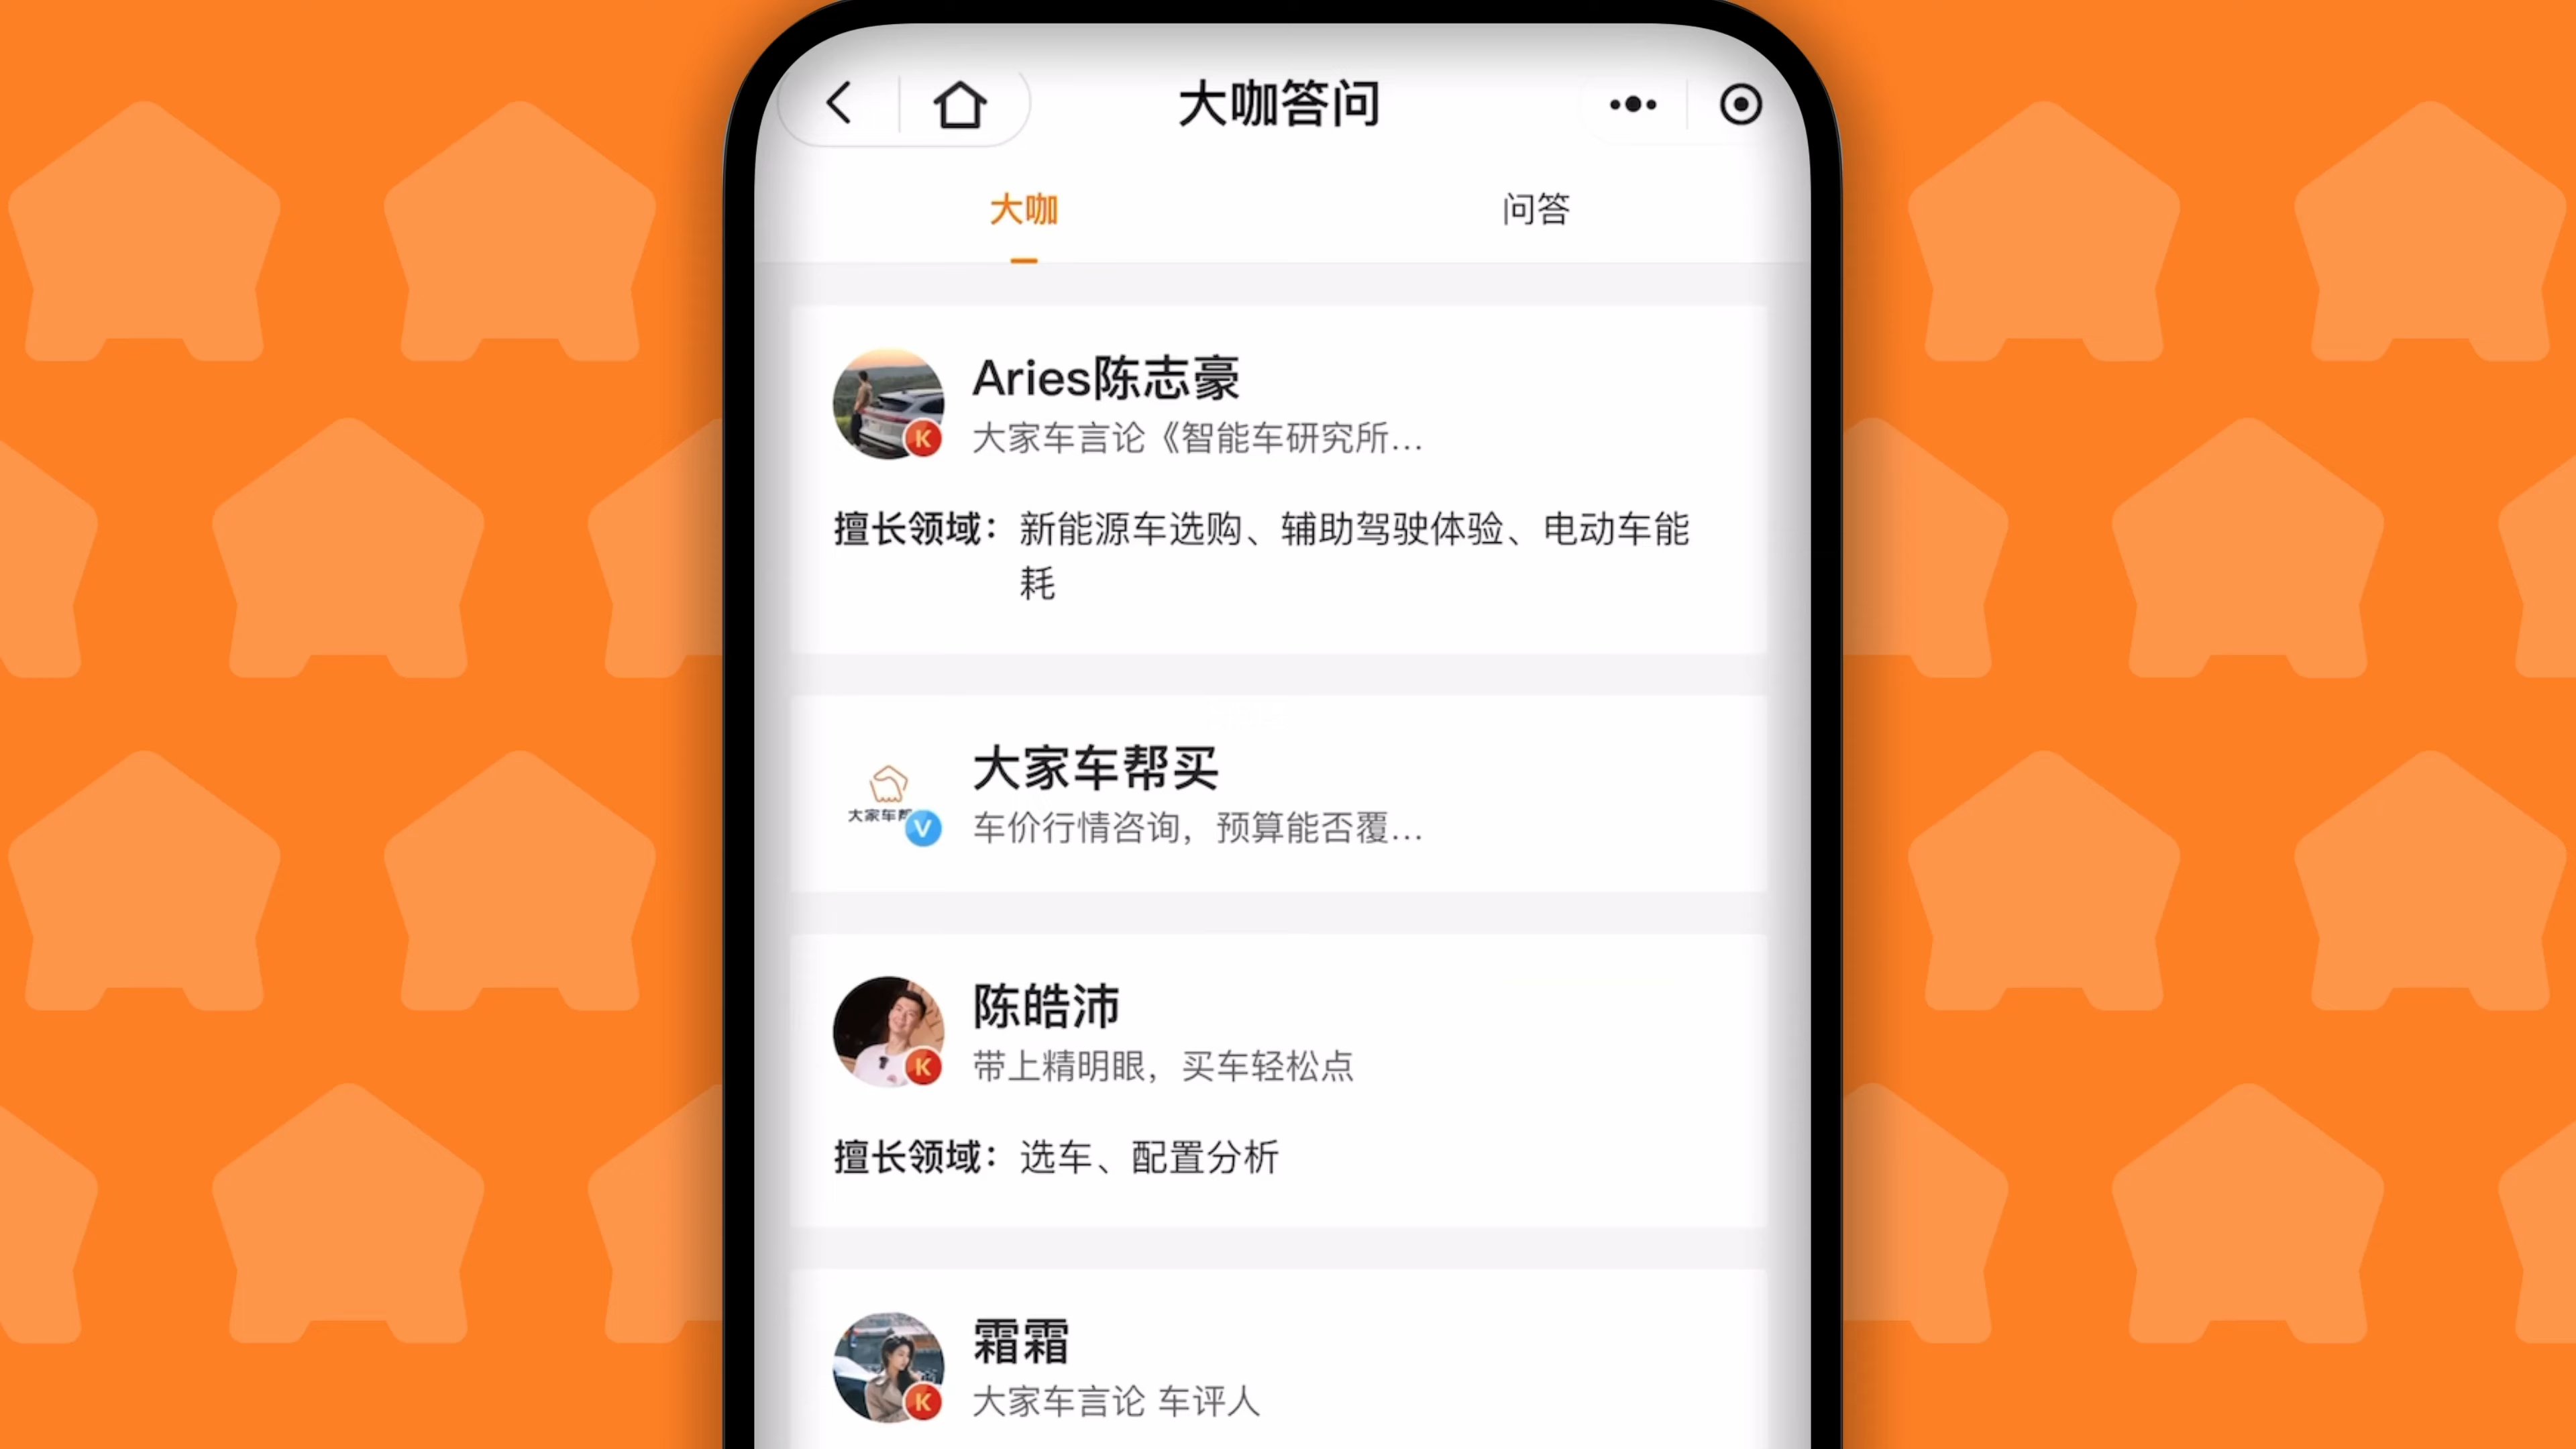 大咖答问
大咖
问答
Aries陈志豪
K
大家车言论《智能车研究所...
擅长领域：新能源车选购、辅助驾驶体验、电动车能
耗
大家车帮买
大家车帮
V
车价行情咨询，预算能否覆...
陈皓沛
K
带上精明眼，买车轻松点
擅长领域：选车、配置分析
霜霜
K
大家车言论 车评人